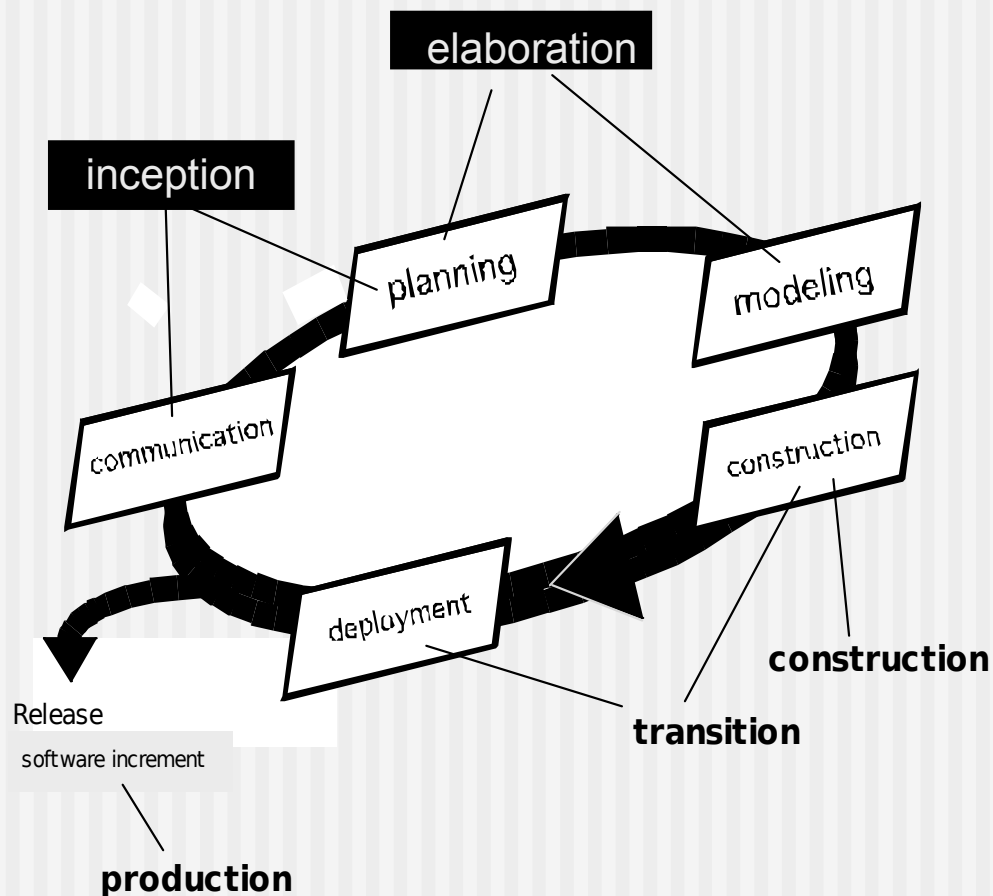 elaboration
inception
planning
modeling
communication
construction
deployment
construction
Release
transition
software increment
production